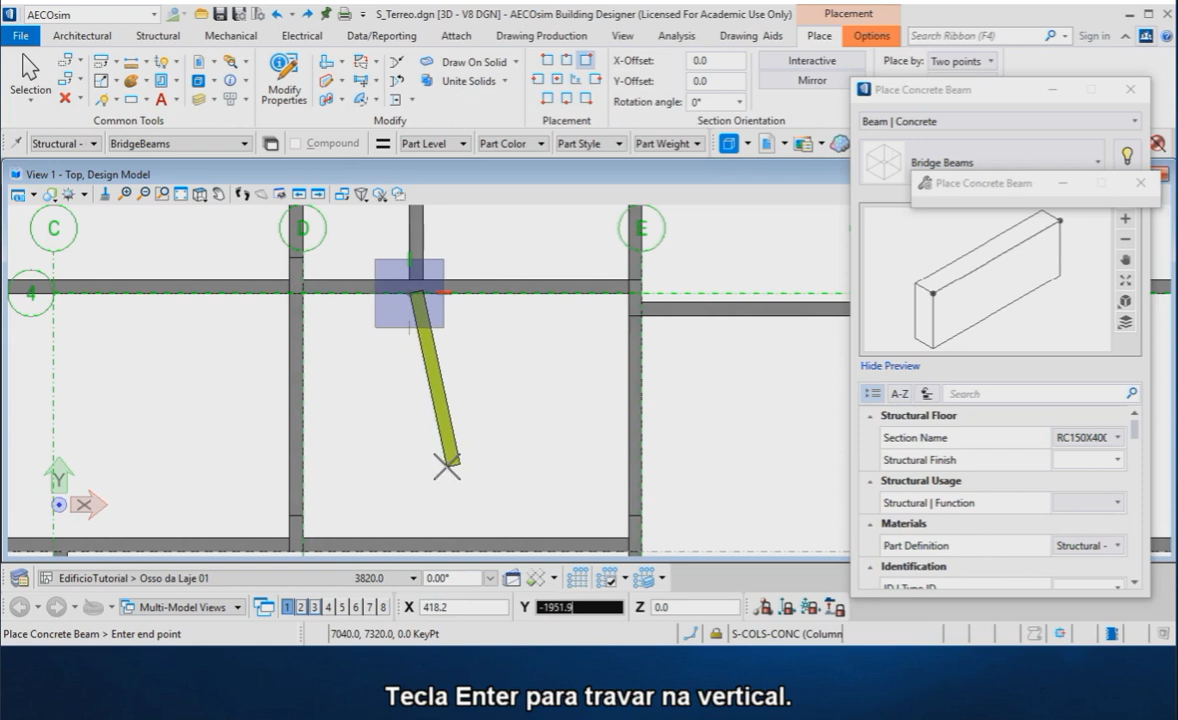 AECOsim
S_Terreo.dgn [3D - V8 DGN] - AECOsim Building Designer (Licensed For Academic Use Only)
Placement
File
Architectural
Structural
Mechanical
Electrical
Data/Reporting
Attach
Drawing Production
View
Analysis
Drawing Aids
Place
Options
Search Ribbon (F4)
Sign in
Selection
Common Tools
Modify Properties
Draw On Solid
Unite Solids
Modify
Placement
X-Offset: 0.0
Y-Offset: 0.0
Rotation angle: 0°
Interactive
Mirror
Section Orientation
Place by: Two points
Structural -
BridgeBeams
Compound
Part Level
Part Color
Part Style
Part Weight
View 1 - Top, Design Model
C
D
E
4
Y
X
Place Concrete Beam
Beam | Concrete
Bridge Beams
Place Concrete Beam
Hide Preview
A-Z
Search
Structural Floor
Section Name RC150X40(
Structural Finish
Structural Usage
Structural | Function
Materials
Part Definition Structural -
Identification
ID | Type ID
EdificioTutorial > Osso da Laje 01
3820.0
0.00°
Multi-Model Views
1 2 3 4 5 6 7 8
X 418.2
Y -1951.9
Z 0.0
Place Concrete Beam > Enter end point
7040.0, 7320.0, 0.0 KeyPt
S-COLS-CONC (Column
Tecla Enter para travar na vertical.